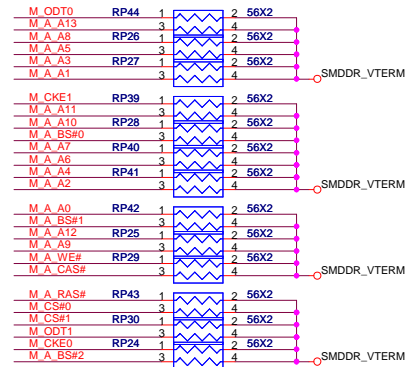 M_ODT0 RP44 1 2 56X2
M_A_A13 3 4
M_A_A8 RP26 1 2 56X2
M_A_A5 3 4
M_A_A3 RP27 1 2 56X2
M_A_A1 3 4 SMDDR_VTERM
M_CKE1 RP39 1 2 56X2
M_A_A11 3 4
M_A_A10 RP28 1 2 56X2
M_A_BS#0 3 4
M_A_A7 RP40 1 2 56X2
M_A_A6 3 4
M_A_A4 RP41 1 2 56X2
M_A_A2 3 4 SMDDR_VTERM
M_A_A0 RP42 1 2 56X2
M_A_BS#1 3 4
M_A_A12 RP25 1 2 56X2
M_A_A9 3 4
M_A_WE# RP29 1 2 56X2
M_A_CAS# 3 4 SMDDR_VTERM
M_A_RAS# RP43 1 2 56X2
M_CS#0 3 4
M_CS#1 RP30 1 2 56X2
M_ODT1 3 4
M_CKE0 RP24 1 2 56X2
M_A_BS#2 3 4 SMDDR_VTERM